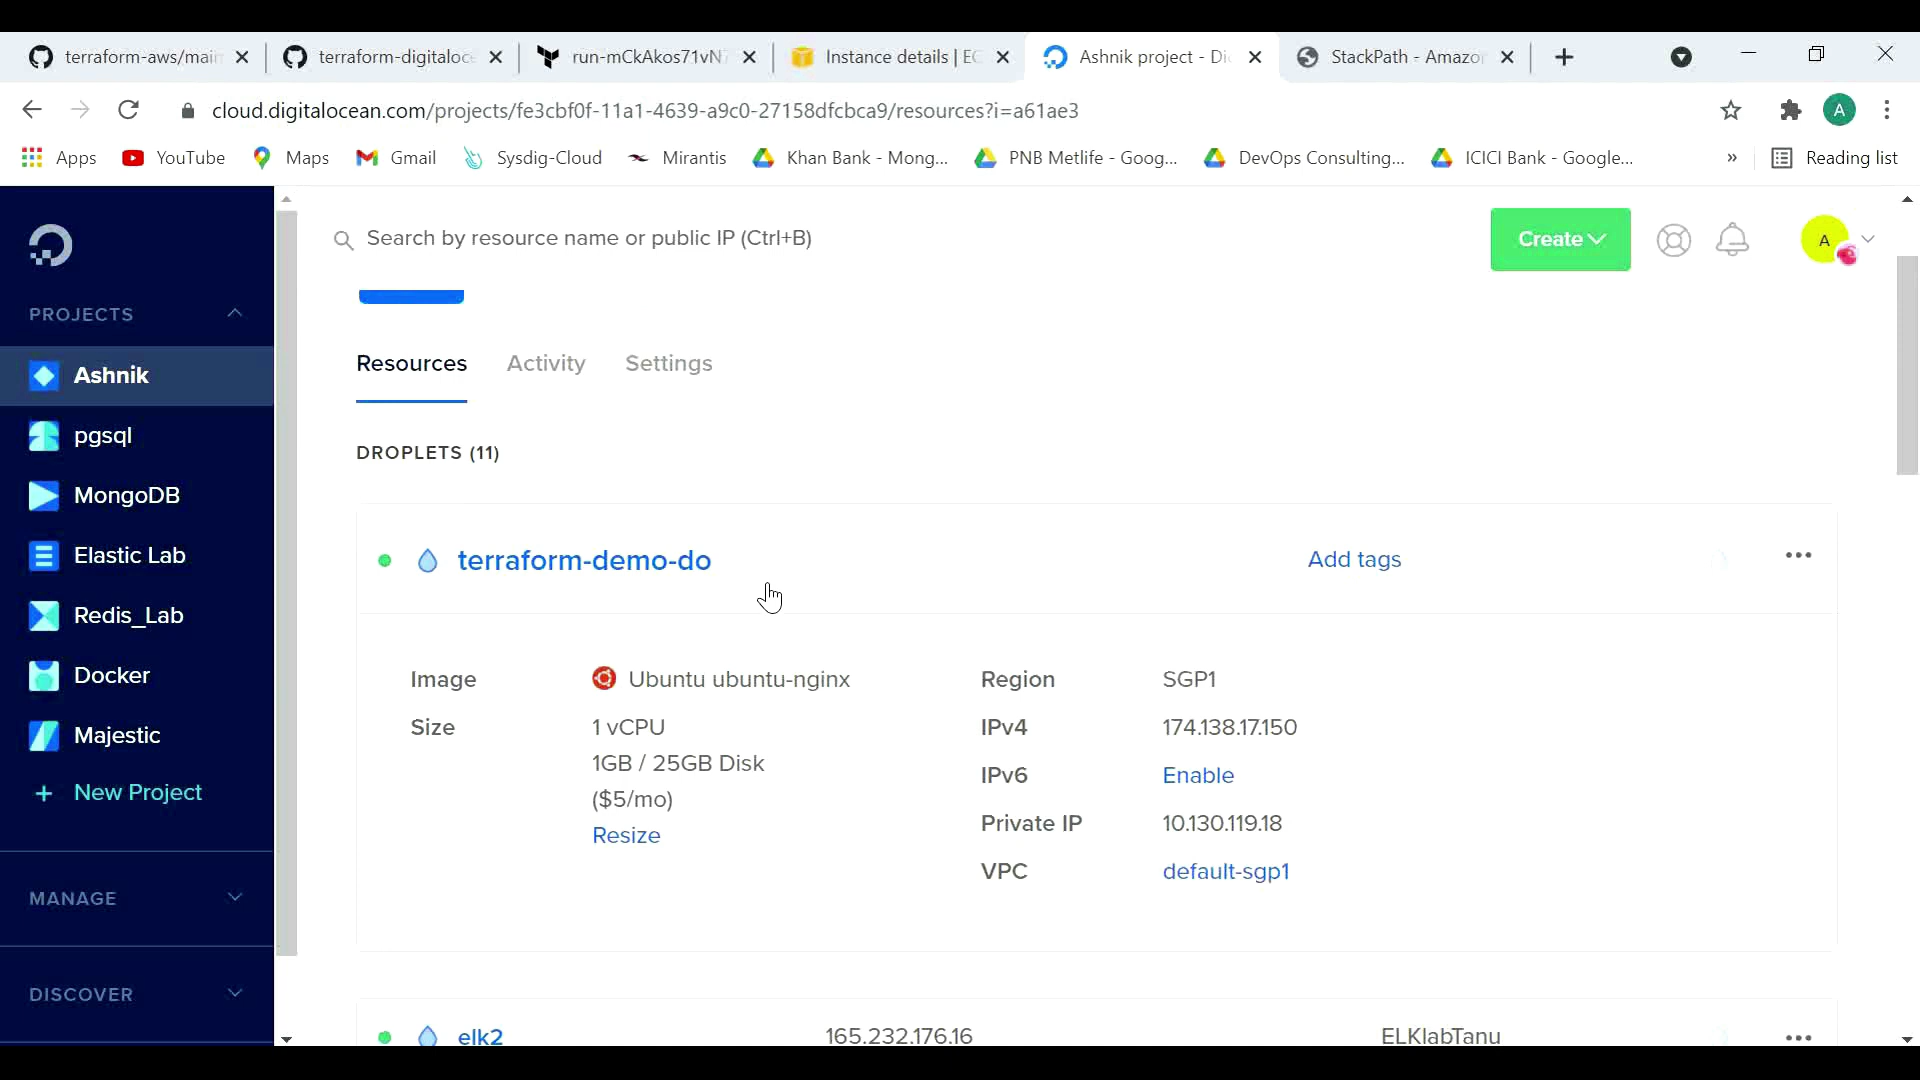 terraform-aws/main
terraform-digitaloc
run-mCkAkos71vN7
Instance details | EC
Ashnik project - Di
StackPath - Amazon
cloud.digitalocean.com/projects/fe3cbf0f-11a1-4639-a9c0-27158dfcbca9/resources?i=a61ae3
A
Apps
YouTube
Maps
Gmail
Sysdig-Cloud
Mirantis
Khan Bank - Mong...
PNB Metlife - Goog...
DevOps Consulting...
ICICI Bank - Google...
»
Reading list
Search by resource name or public IP (Ctrl+B)
Create
A
PROJECTS
Ashnik
pgsql
MongoDB
Elastic Lab
Redis_Lab
Docker
Majestic
+ New Project
MANAGE
DISCOVER
Resources
Activity
Settings
DROPLETS (11)
terraform-demo-do
Add tags
Image
Ubuntu ubuntu-nginx
Size
1 vCPU
1GB / 25GB Disk
($5/mo)
Resize
Region
SGP1
IPv4
174.138.17.150
IPv6
Enable
Private IP
10.130.119.18
VPC
default-sgp1
elk2
165.232.176.16
ELKlabTanu